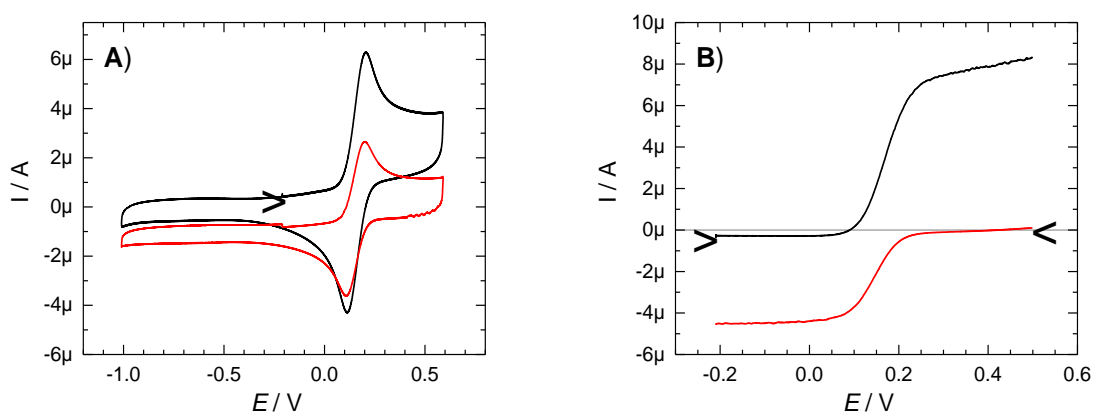 A)
6µ
4µ
2µ
0µ
-2µ
-4µ
-6µ
I / A
-1.0 -0.5 0.0 0.5
E / V
B)
10µ
8µ
6µ
4µ
2µ
0µ
-2µ
-4µ
-6µ
I / A
-0.2 0.0 0.2 0.4 0.6
E / V